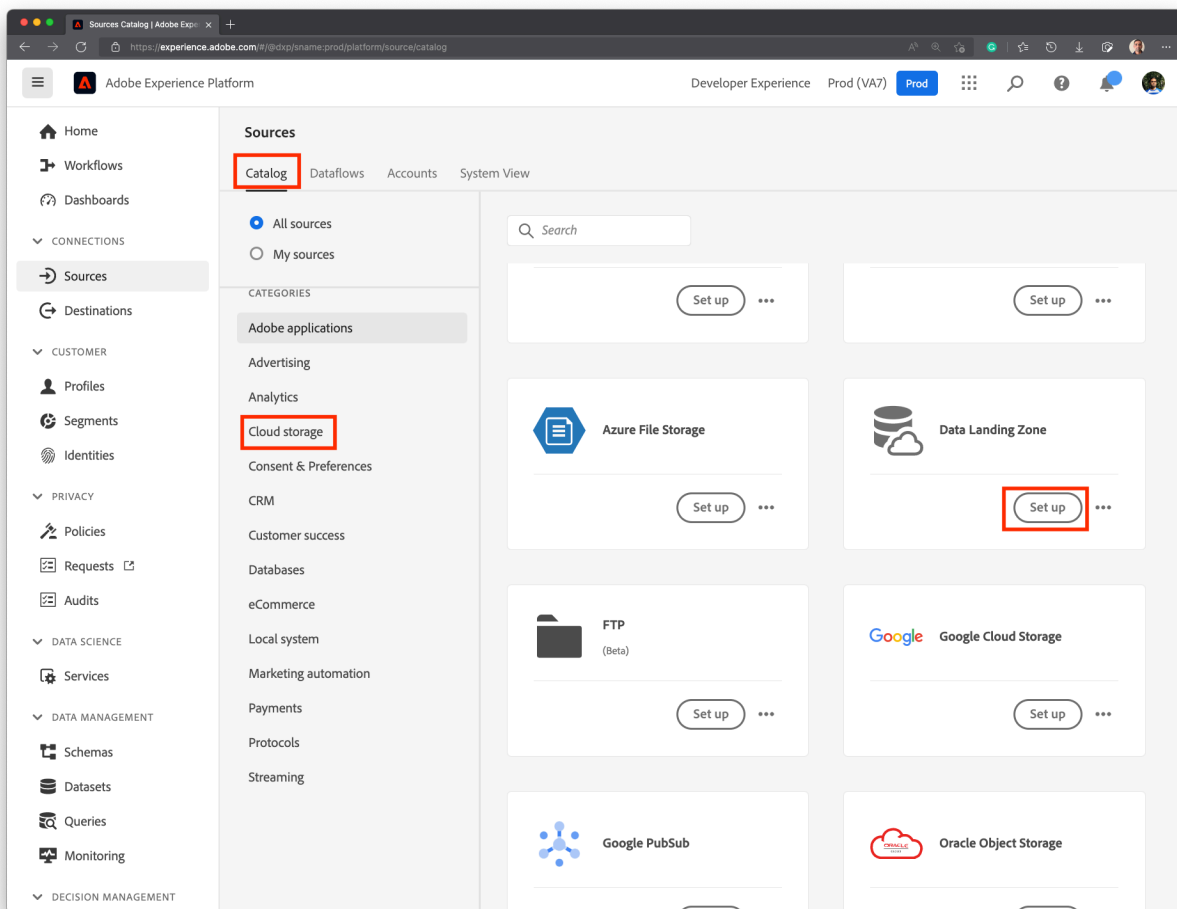 Sources Catalog | Adobe Expe
https://experience.adobe.com/#/@dxp/sname:prod/platform/source/catalog
Adobe Experience Platform
Developer Experience Prod (VA7) Prod
Home
Workflows
Dashboards
CONNECTIONS
Sources
Destinations
CUSTOMER
Profiles
Segments
Identities
PRIVACY
Policies
Requests
Audits
DATA SCIENCE
Services
DATA MANAGEMENT
Schemas
Datasets
Queries
Monitoring
DECISION MANAGEMENT
Sources
Catalog Dataflows Accounts System View
All sources
My sources
CATEGORIES
Adobe applications
Advertising
Analytics
Cloud storage
Consent & Preferences
CRM
Customer success
Databases
eCommerce
Local system
Marketing automation
Payments
Protocols
Streaming
Search
Set up
Set up
Azure File Storage
Set up
Data Landing Zone
Set up
FTP
(Beta)
Set up
Google
Google Cloud Storage
Set up
Google PubSub
ORACLE
Oracle Object Storage